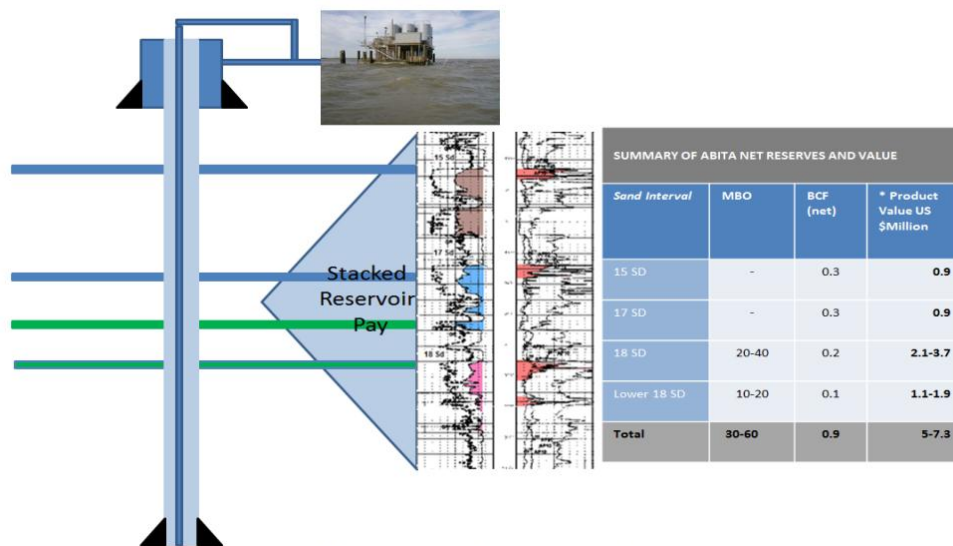 15 Sd
17 Sd
18 Sd
Stacked
Reservoir
Pay
SUMMARY OF ABITA NET RESERVES AND VALUE
Sand Interval MBO BCF (net) * Product Value US $Million
15 SD - 0.3 0.9
17 SD - 0.3 0.9
18 SD 20-40 0.2 2.1-3.7
Lower 18 SD 10-20 0.1 1.1-1.9
Total 30-60 0.9 5-7.3